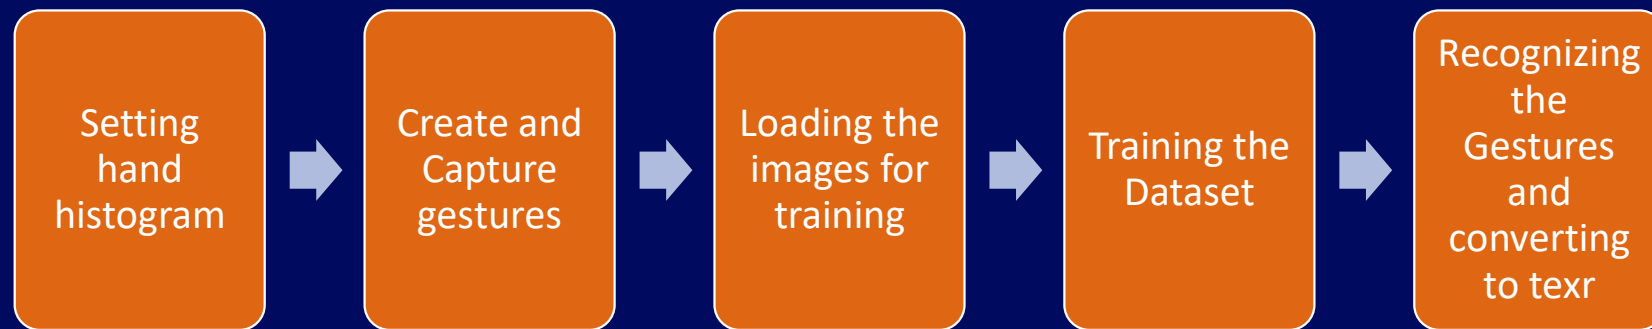 Setting
hand
histogram
Create and
Capture
gestures
Loading the
images for
training
Training the
Dataset
Recognizing
the
Gestures
and
converting
to texr